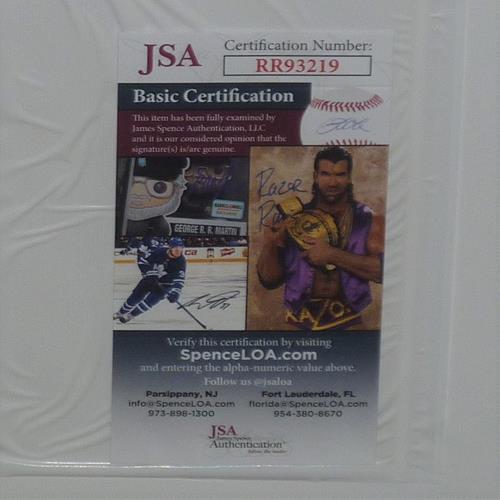 JSA
Certification Number:
RR93219
Basic Certification
This item has been fully examined by
James Spence Authentication, LLC
and it is our considered opinion that the
signature(s) is/are genuine.
GEORGE R. R. MARTIN
Razor
KAZO
Verify this certification by visiting
SpenceLOA.com
and entering the alpha-numeric value above.
Follow us @jsaloa
Parsippany, NJ
info@SpenceLOA.com
973-898-1300
Fort Lauderdale, FL
florida@SpenceLOA.com
954-380-8670
JSA
James Spence
Authentication